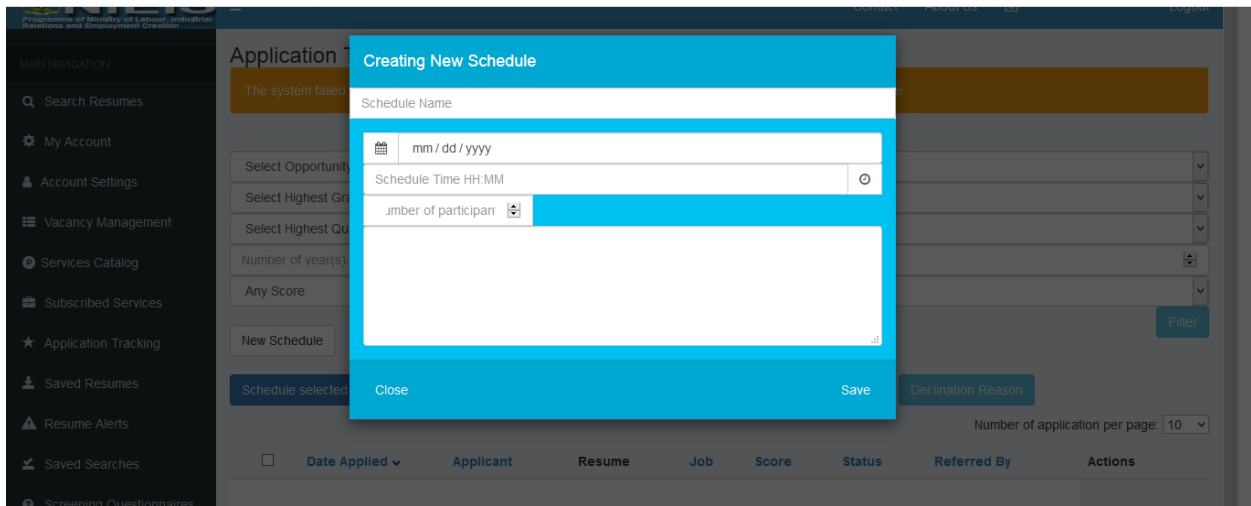 Programme of Ministry of Labour, Industrial
Relations and Employment Creation
Contact About Us Logout
MAIN NAVIGATION
Search Resumes
My Account
Account Settings
Vacancy Management
Services Catalog
Subscribed Services
Application Tracking
Saved Resumes
Resume Alerts
Saved Searches
Screening Questionnaires
Application
The system failed
Select Opportunity
Select Highest
Select Highest
Number of year(s)
Any Score
Filter
New Schedule
Schedule selected
Declination Reason
Creating New Schedule
Schedule Name
mm / dd / yyyy
Schedule Time HH:MM
umber of participan
Close Save
Number of application per page: 10
Date Applied Applicant Resume Job Score Status Referred By Actions